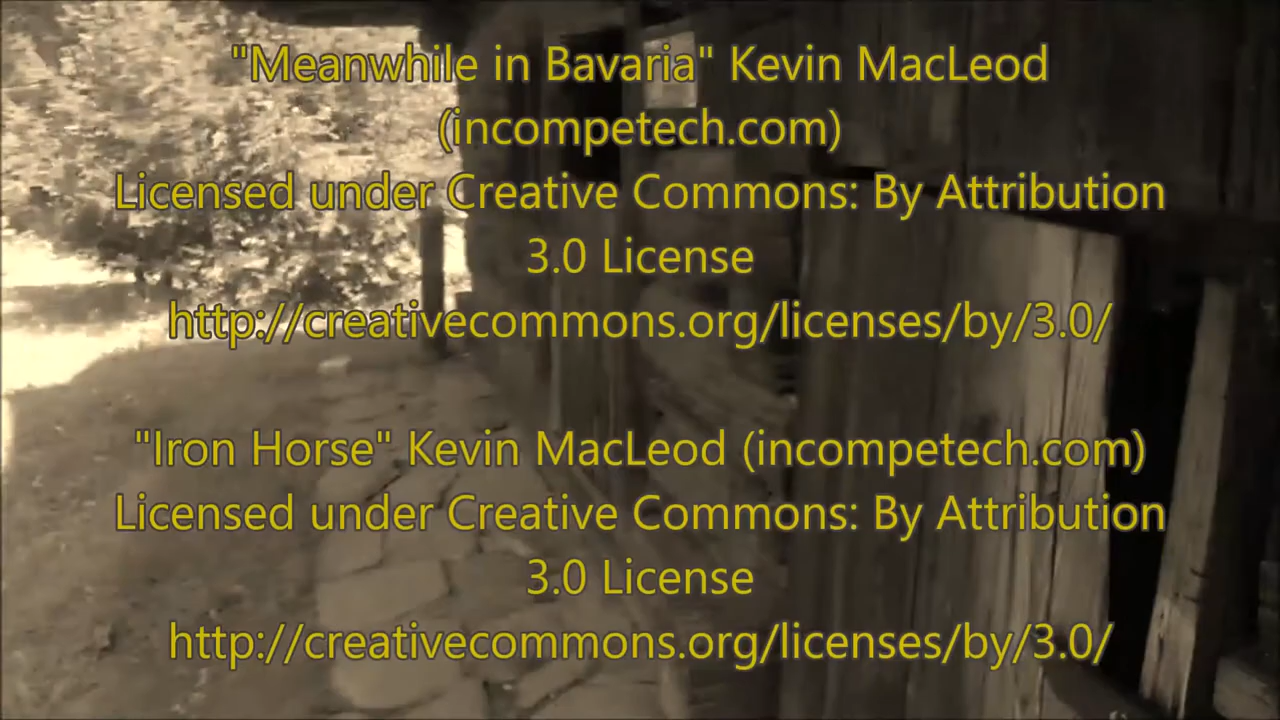 "Meanwhile in Bavaria" Kevin MacLeod
(incompetech.com)
Licensed under Creative Commons: By Attribution
3.0 License
http://creativecommons.org/licenses/by/3.0/
"Iron Horse" Kevin MacLeod (incompetech.com)
Licensed under Creative Commons: By Attribution
3.0 License
http://creativecommons.org/licenses/by/3.0/